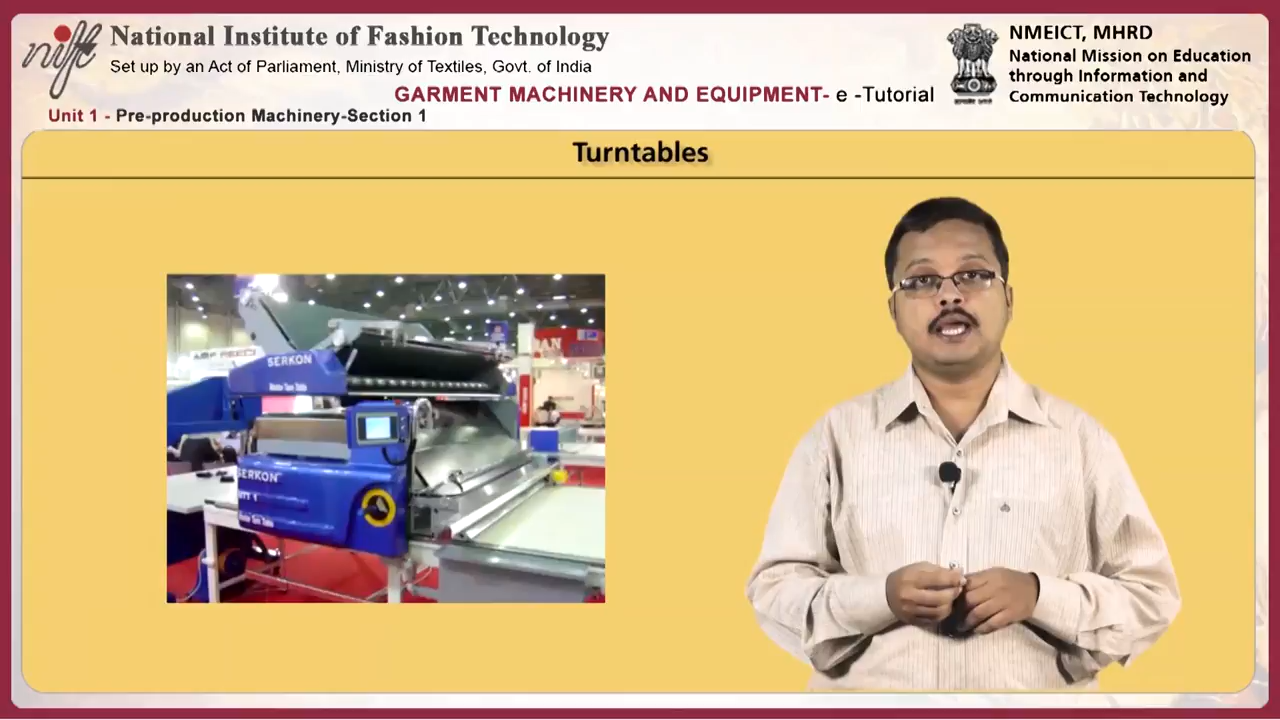 nift
National Institute of Fashion Technology
Set up by an Act of Parliament, Ministry of Textiles, Govt. of India
GARMENT MACHINERY AND EQUIPMENT- e -Tutorial
Unit 1 - Pre-production Machinery-Section 1
NMEICT, MHRD
National Mission on Education
through Information and
Communication Technology
Turntables
SERKON
SERKON